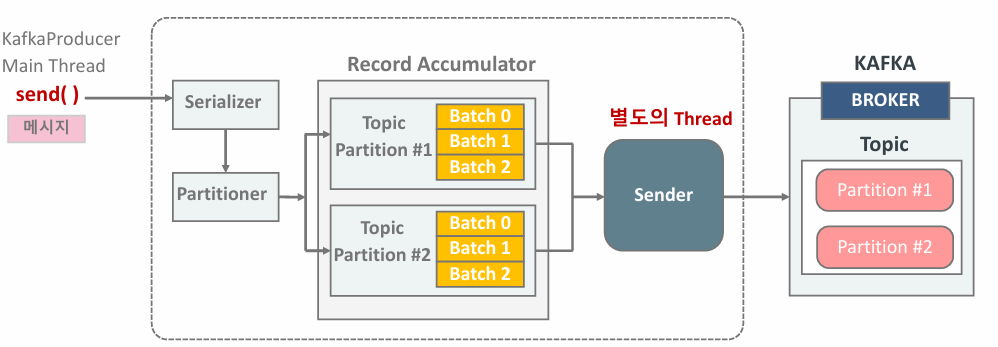 KafkaProducer
Main Thread
send( )
메시지
Serializer
Partitioner
Record Accumulator
Topic
Partition #1
Batch 0
Batch 1
Batch 2
Topic
Partition #2
Batch 0
Batch 1
Batch 2
별도의 Thread
Sender
KAFKA
BROKER
Topic
Partition #1
Partition #2